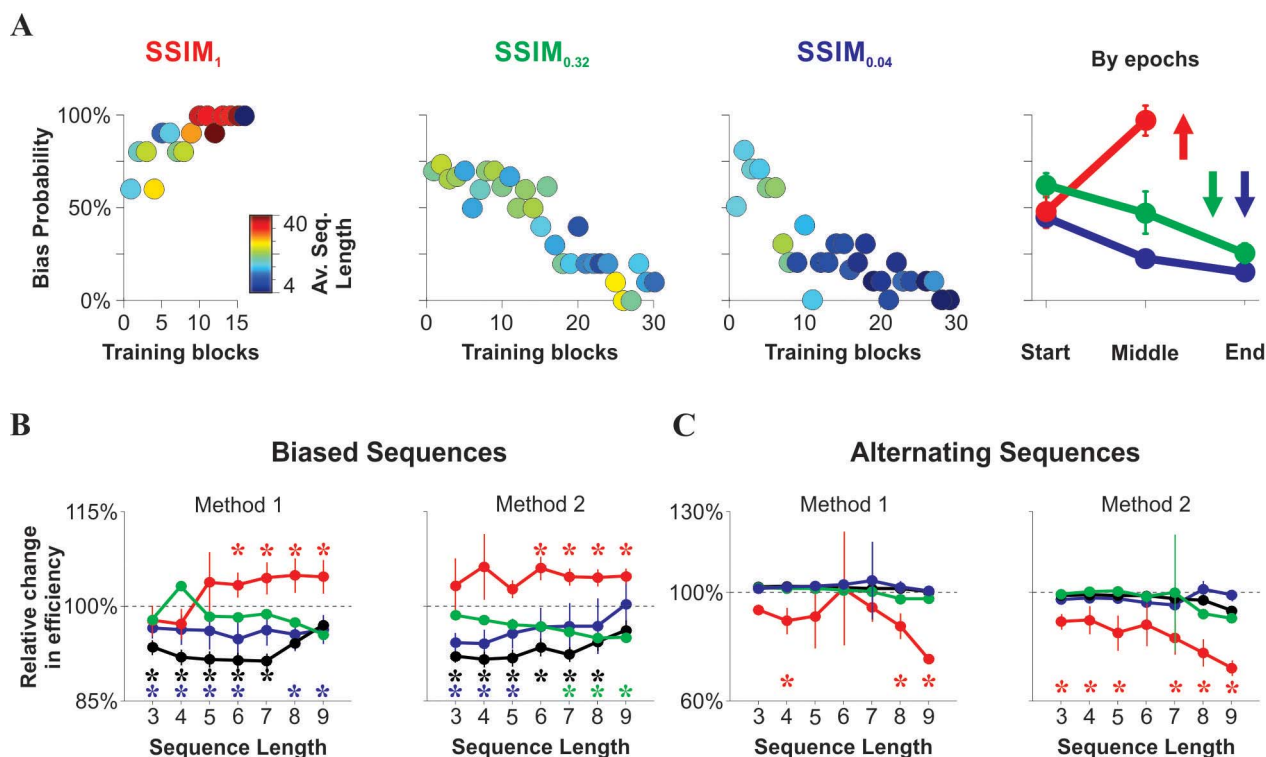 A
SSIM1
SSIM0.32
SSIM0.04
By epochs
Bias Probability
100%
50%
0%
40
4
Av. Seq.
Length
0 5 10 15
0 10 20 30
0 10 20 30
Training blocks
Training blocks
Training blocks
Start Middle End
B
Biased Sequences
C
Alternating Sequences
Method 1
Method 2
Method 1
Method 2
Relative change
in efficiency
115%
100%
85%
130%
100%
60%
* * * *
* * * *
* * * * *
* * * * * *
* * * * * *
* * * * * *
* * *
* * * * * *
3 4 5 6 7 8 9
3 4 5 6 7 8 9
3 4 5 6 7 8 9
3 4 5 6 7 8 9
Sequence Length
Sequence Length
Sequence Length
Sequence Length